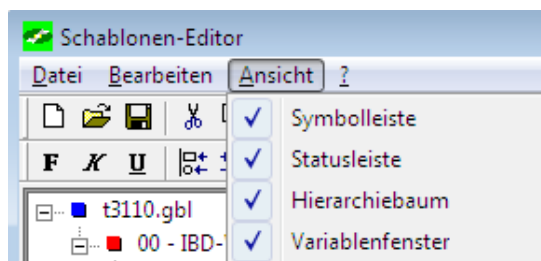 Schablonen-Editor
Datei Bearbeiten Ansicht ?
Symbolleiste
Statusleiste
F K U
Hierarchiebaum
t3110.gbl
Variablenfenster
00 - IBD-